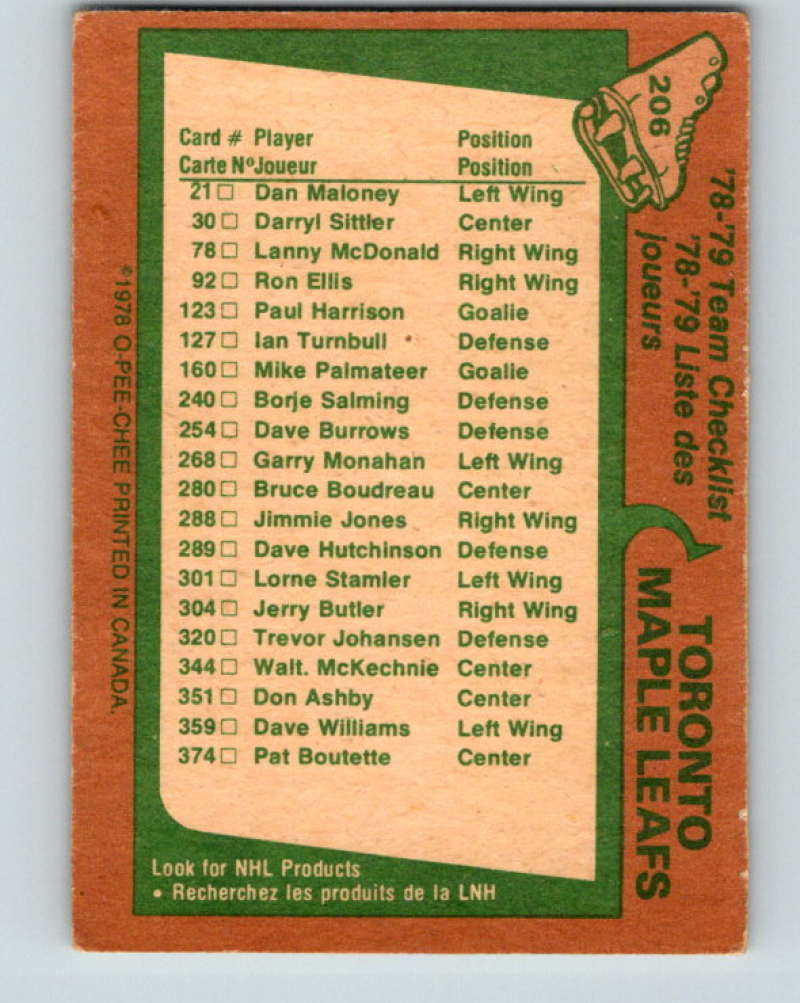 206
'78-'79 Team Checklist
'78-'79 Liste des
joueurs
TORONTO
MAPLE LEAFS
Card # Player Position
Carte NºJoueur Position
21 □ Dan Maloney Left Wing
30 □ Darryl Sittler Center
78 □ Lanny McDonald Right Wing
92 □ Ron Ellis Right Wing
123 □ Paul Harrison Goalie
127 □ Ian Turnbull Defense
160 □ Mike Palmateer Goalie
240 □ Borje Salming Defense
254 □ Dave Burrows Defense
268 □ Garry Monahan Left Wing
280 □ Bruce Boudreau Center
288 □ Jimmie Jones Right Wing
289 □ Dave Hutchinson Defense
301 □ Lorne Stamler Left Wing
304 □ Jerry Butler Right Wing
320 □ Trevor Johansen Defense
344 □ Walt. McKechnie Center
351 □ Don Ashby Center
359 □ Dave Williams Left Wing
374 □ Pat Boutette Center
Look for NHL Products
• Recherchez les produits de la LNH
©1978 O-PEE-CHEE PRINTED IN CANADA.